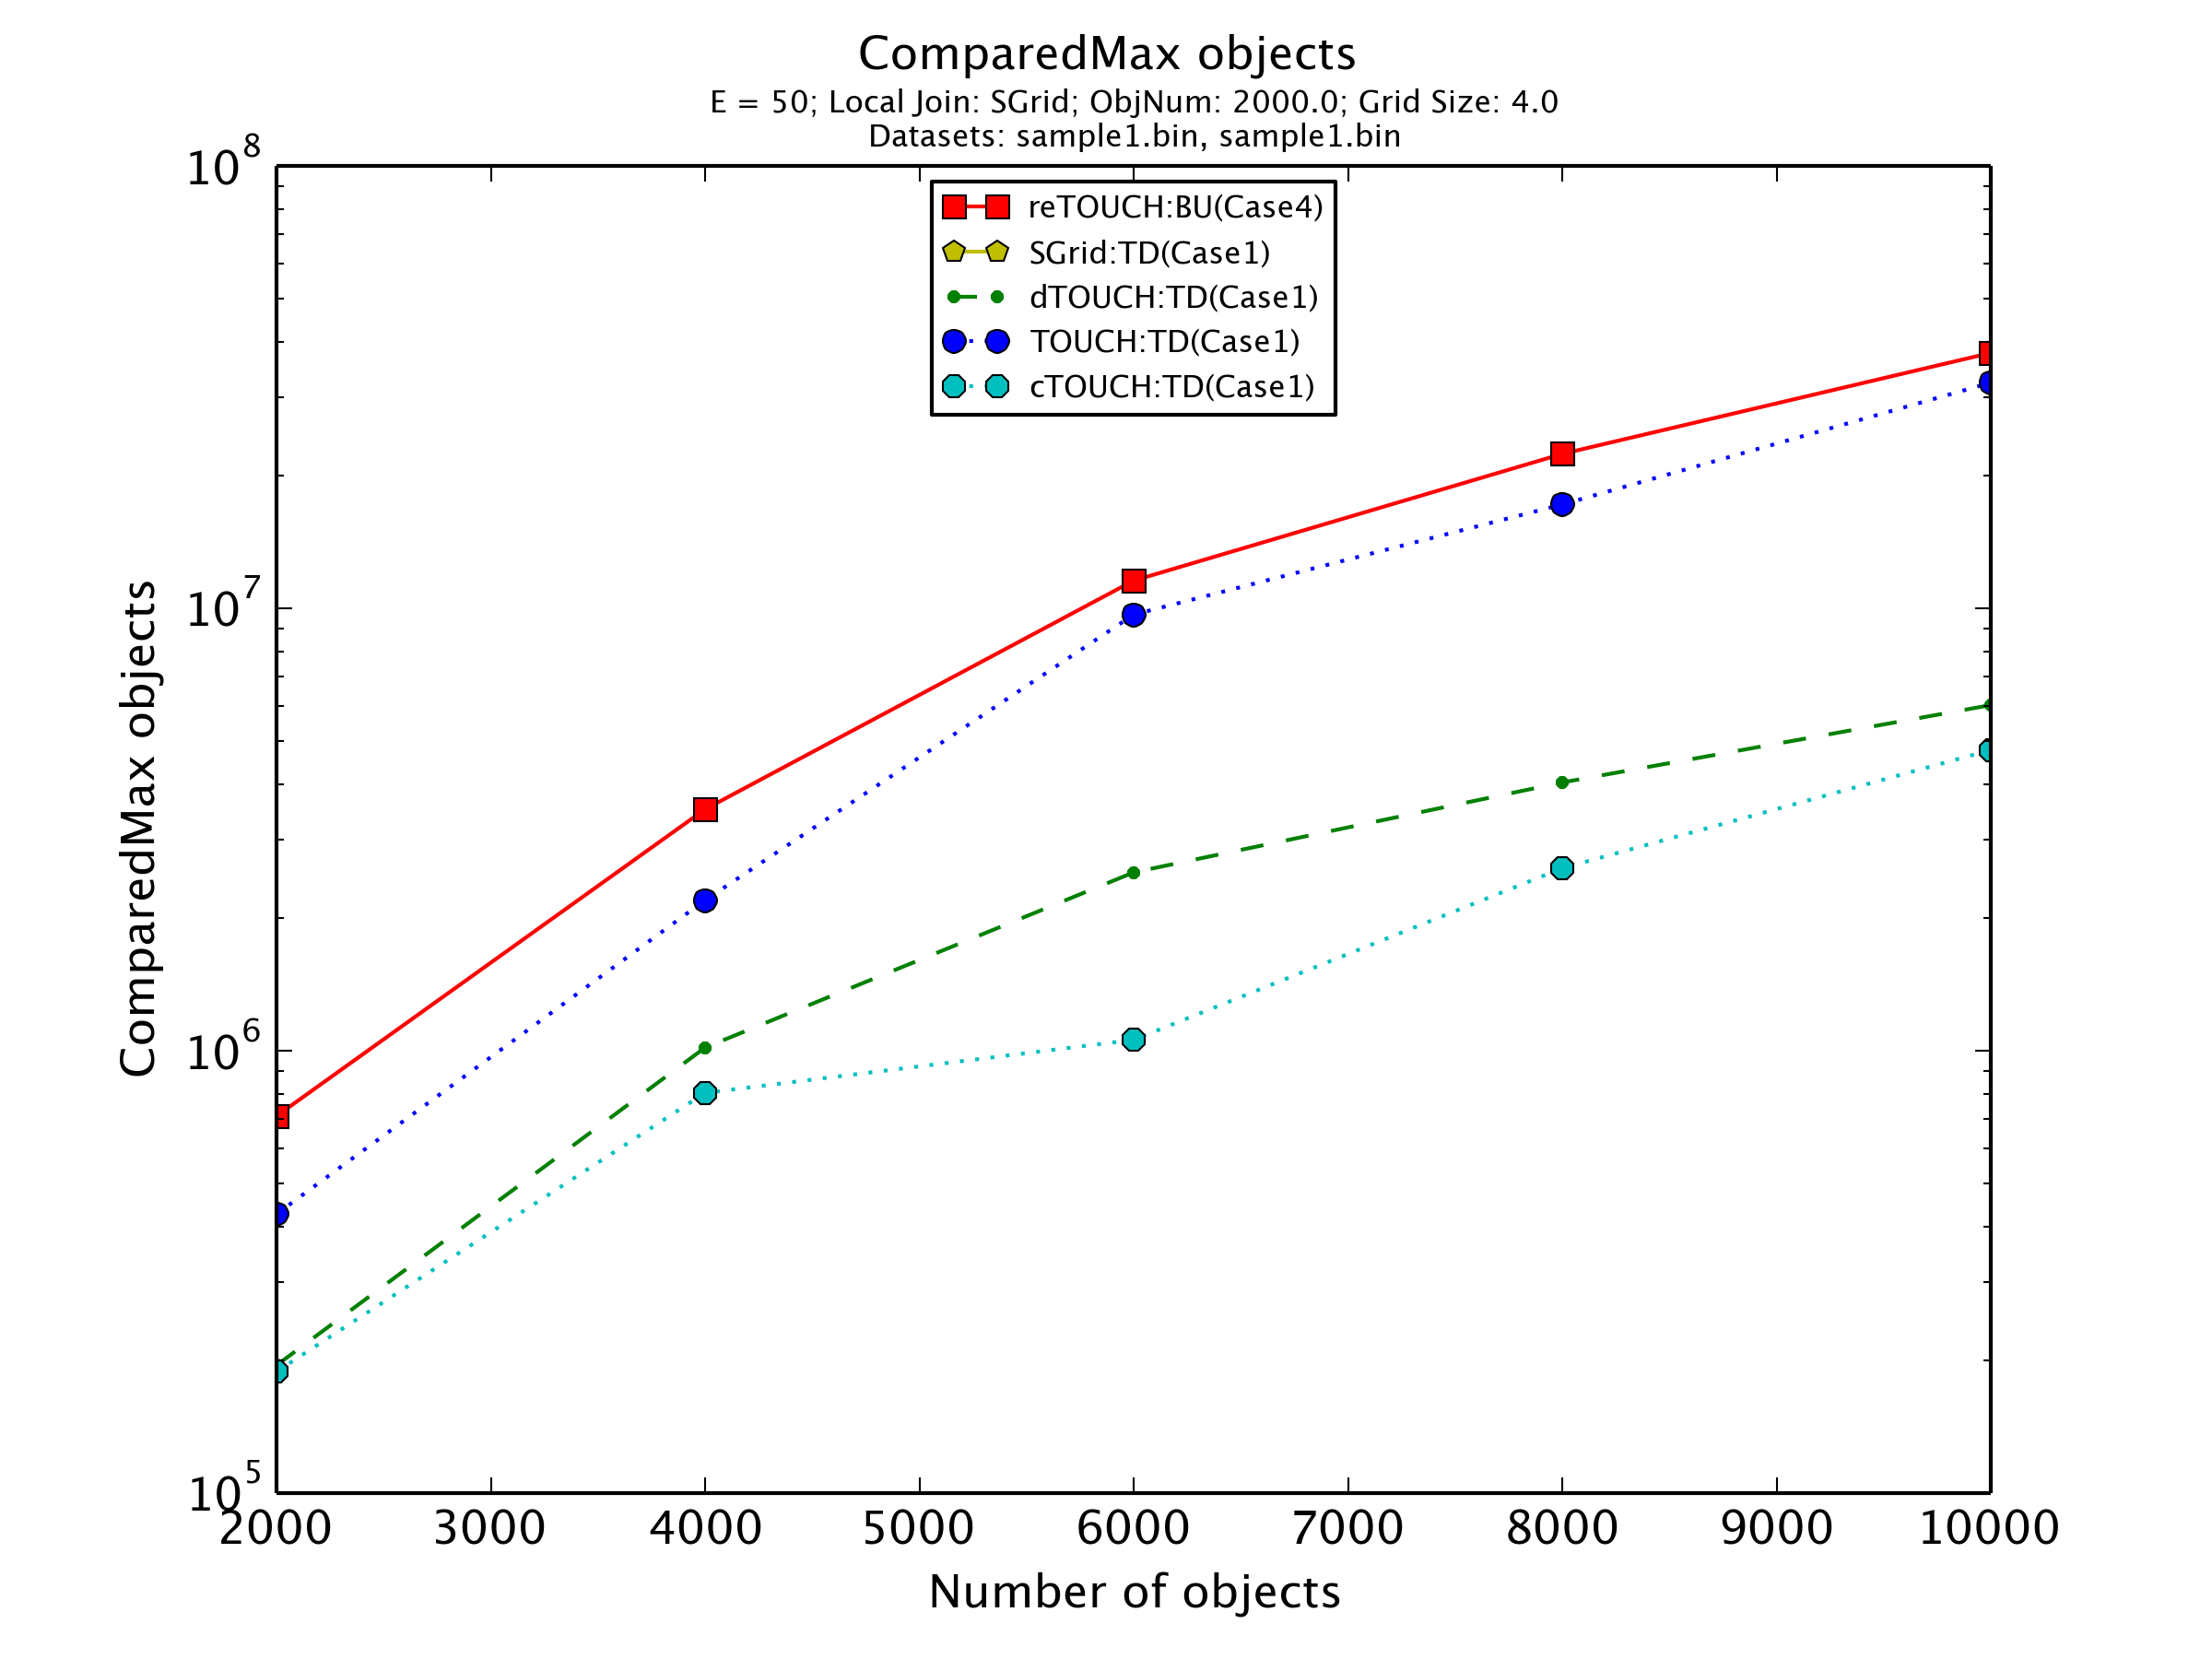 ComparedMax objects
E = 50; Local Join: SGrid; ObjNum: 2000.0; Grid Size: 4.0
Datasets: sample1.bin, sample1.bin
10^8
10^7
10^6
10^5
ComparedMax objects
reTOUCH:BU(Case4)
SGrid:TD(Case1)
dTOUCH:TD(Case1)
TOUCH:TD(Case1)
cTOUCH:TD(Case1)
2000 3000 4000 5000 6000 7000 8000 9000 10000
Number of objects